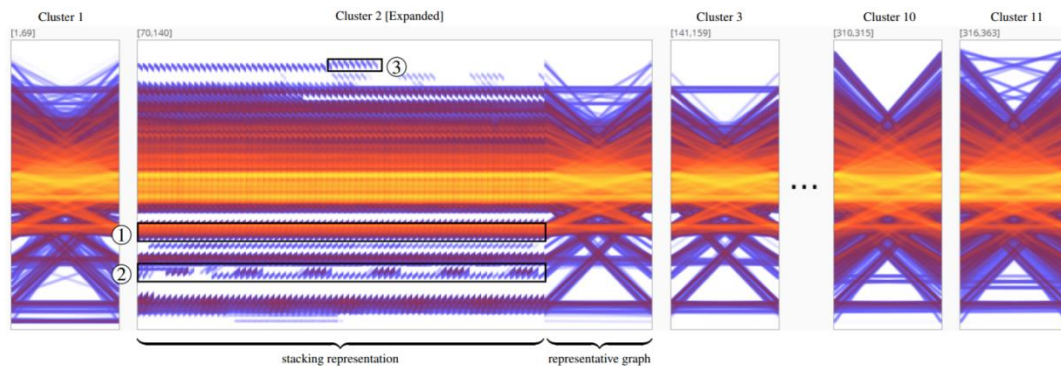 Cluster 1
Cluster 2 [Expanded]
Cluster 3
Cluster 10
Cluster 11
[1,69]
[70,140]
[141,159]
[310,315]
[316,363]
3
1
2
...
stacking representation
representative graph